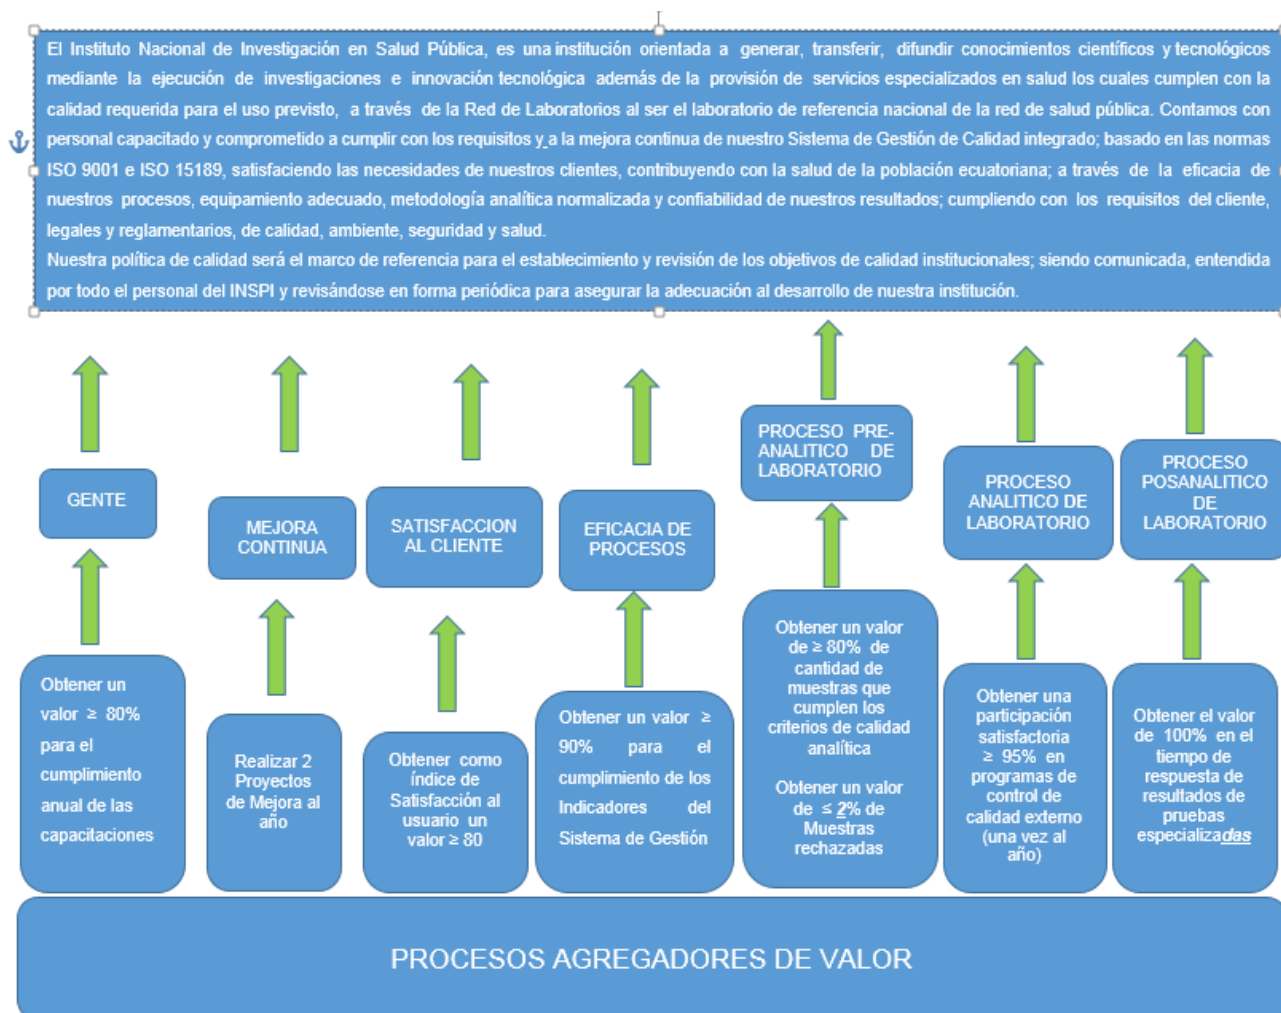 El Instituto Nacional de Investigación en Salud Pública, es una institución orientada a generar, transferir, difundir conocimientos científicos y tecnológicos
mediante la ejecución de investigaciones e innovación tecnológica además de la provisión de servicios especializados en salud los cuales cumplen con la
calidad requerida para el uso previsto, a través de la Red de Laboratorios al ser el laboratorio de referencia nacional de la red de salud pública. Contamos con
personal capacitado y comprometido a cumplir con los requisitos y a la mejora continua de nuestro Sistema de Gestión de Calidad integrado; basado en las normas
ISO 9001 e ISO 15189, satisfaciendo las necesidades de nuestros clientes, contribuyendo con la salud de la población ecuatoriana; a través de la eficacia de
nuestros procesos, equipamiento adecuado, metodología analítica normalizada y confiabilidad de nuestros resultados; cumpliendo con los requisitos del cliente,
legales y reglamentarios, de calidad, ambiente, seguridad y salud.
Nuestra política de calidad será el marco de referencia para el establecimiento y revisión de los objetivos de calidad institucionales; siendo comunicada, entendida
por todo el personal del INSPI y revisándose en forma periódica para asegurar la adecuación al desarrollo de nuestra institución.
GENTE
MEJORA
CONTINUA
SATISFACCION
AL CLIENTE
EFICACIA DE
PROCESOS
PROCESO PRE-
ANALITICO DE
LABORATORIO
PROCESO
ANALITICO DE
LABORATORIO
PROCESO
POSANALITICO
DE
LABORATORIO
Obtener un
valor ≥ 80%
para el
cumplimiento
anual de las
capacitaciones
Realizar 2
Proyectos
de Mejora al
año
Obtener como
índice de
Satisfacción al
usuario un
valor ≥ 80
Obtener un valor ≥
90% para el
cumplimiento de los
Indicadores del
Sistema de Gestión
Obtener un valor
de ≥ 80% de
cantidad de
muestras que
cumplen los
criterios de calidad
analítica
Obtener un valor
de ≤ 2% de
Muestras
rechazadas
Obtener una
participación
satisfactoria
≥ 95% en
programas de
control de
calidad externo
(una vez al
año)
Obtener el valor
de 100% en el
tiempo de
respuesta de
resultados de
pruebas
especializadas
PROCESOS AGREGADORES DE VALOR